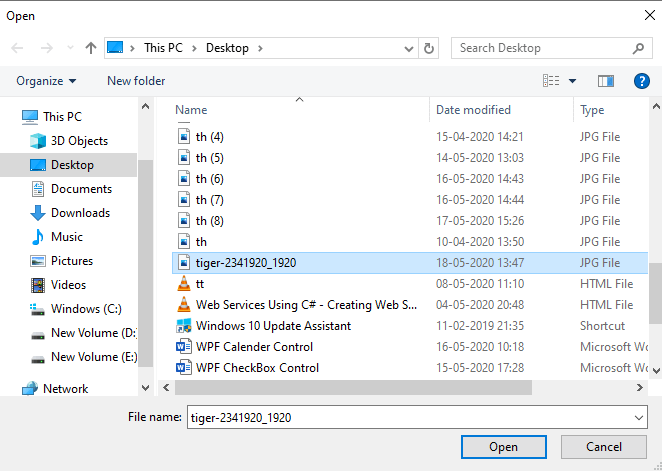 Open
This PC > Desktop >
Search Desktop
Organize
New folder
This PC
3D Objects
Desktop
Documents
Downloads
Music
Pictures
Videos
Windows (C:)
New Volume (D:
New Volume (E:)
Network
Name Date modified Type
th (4) 15-04-2020 14:21 JPG File
th (5) 14-05-2020 13:03 JPG File
th (6) 16-05-2020 14:43 JPG File
th (7) 16-05-2020 14:44 JPG File
th (8) 17-05-2020 15:26 JPG File
th 10-04-2020 13:50 JPG File
tiger-2341920_1920 18-05-2020 13:47 JPG File
tt 08-05-2020 11:10 HTML File
Web Services Using C# - Creating Web S... 04-05-2020 20:48 HTML File
Windows 10 Update Assistant 11-02-2019 21:35 Shortcut
WPF Calender Control 16-05-2020 10:18 Microsoft Wo
WPF CheckBox Control 15-05-2020 17:28 Microsoft Wo
File name: tiger-2341920_1920
Open
Cancel